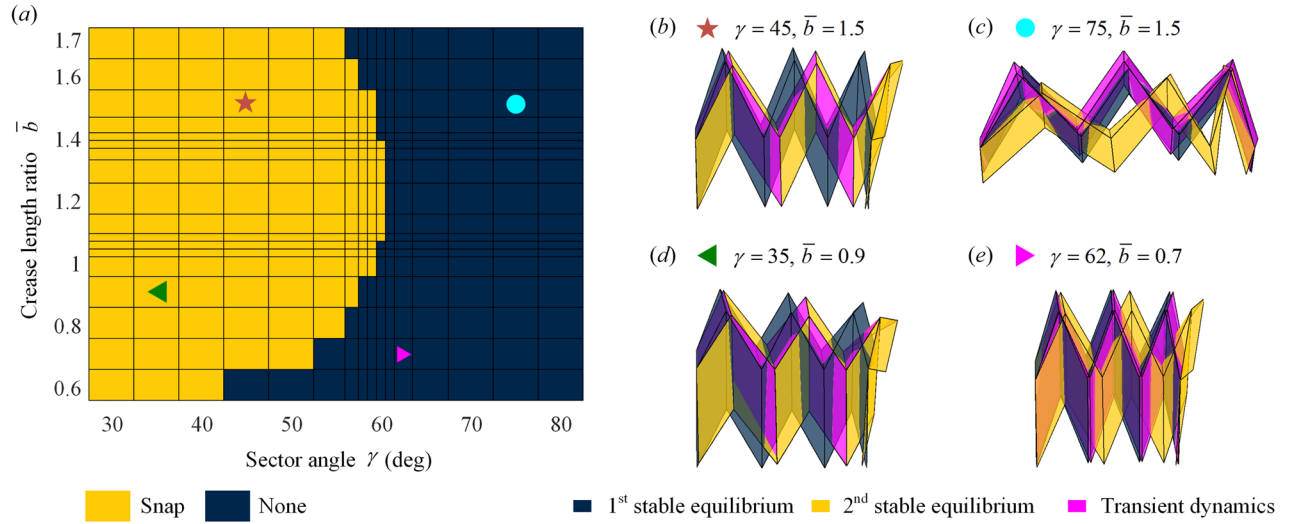 (a)
Crease length ratio b̅
1.7
1.6
1.4
1.2
1
0.8
0.6
30 40 50 60 70 80
Sector angle γ (deg)
Snap None
(b) γ = 45, b̅ = 1.5
(c) γ = 75, b̅ = 1.5
(d) γ = 35, b̅ = 0.9
(e) γ = 62, b̅ = 0.7
1st stable equilibrium 2nd stable equilibrium Transient dynamics